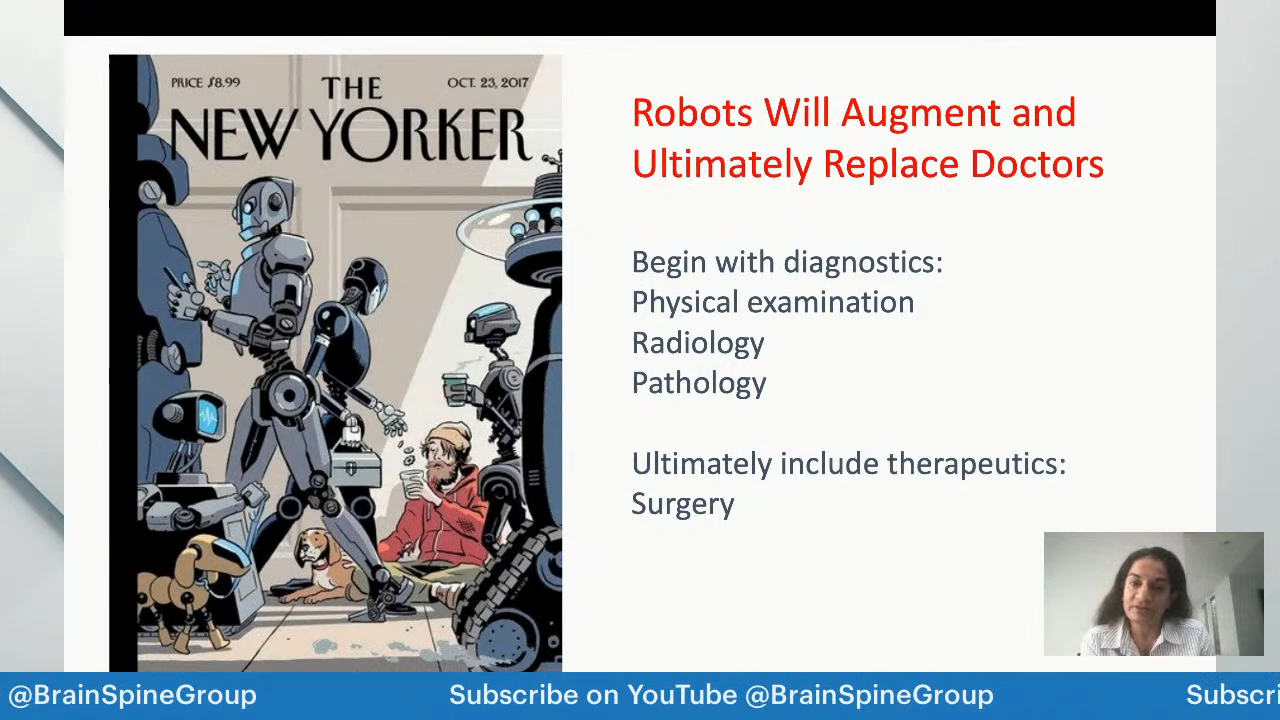 PRICE $8.99
THE
OCT. 23, 2017
NEW YORKER
Robots Will Augment and
Ultimately Replace Doctors
Begin with diagnostics:
Physical examination
Radiology
Pathology
Ultimately include therapeutics:
Surgery
@BrainSpineGroup
Subscribe on YouTube @BrainSpineGroup
Subscri